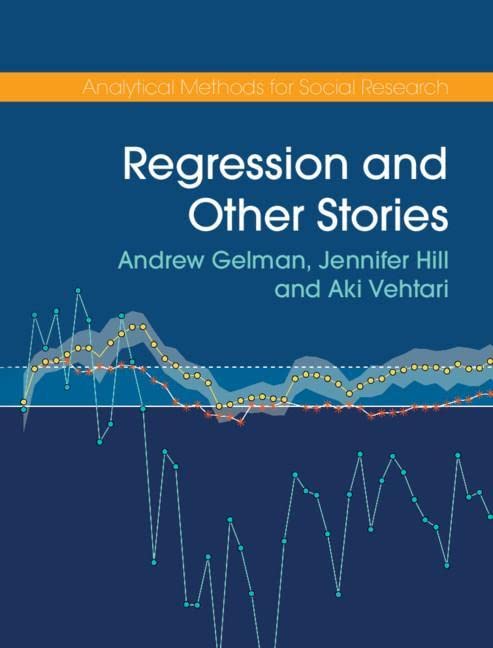 Analytical Methods for Social Research
Regression and
Other Stories
Andrew Gelman, Jennifer Hill
and Aki Vehtari